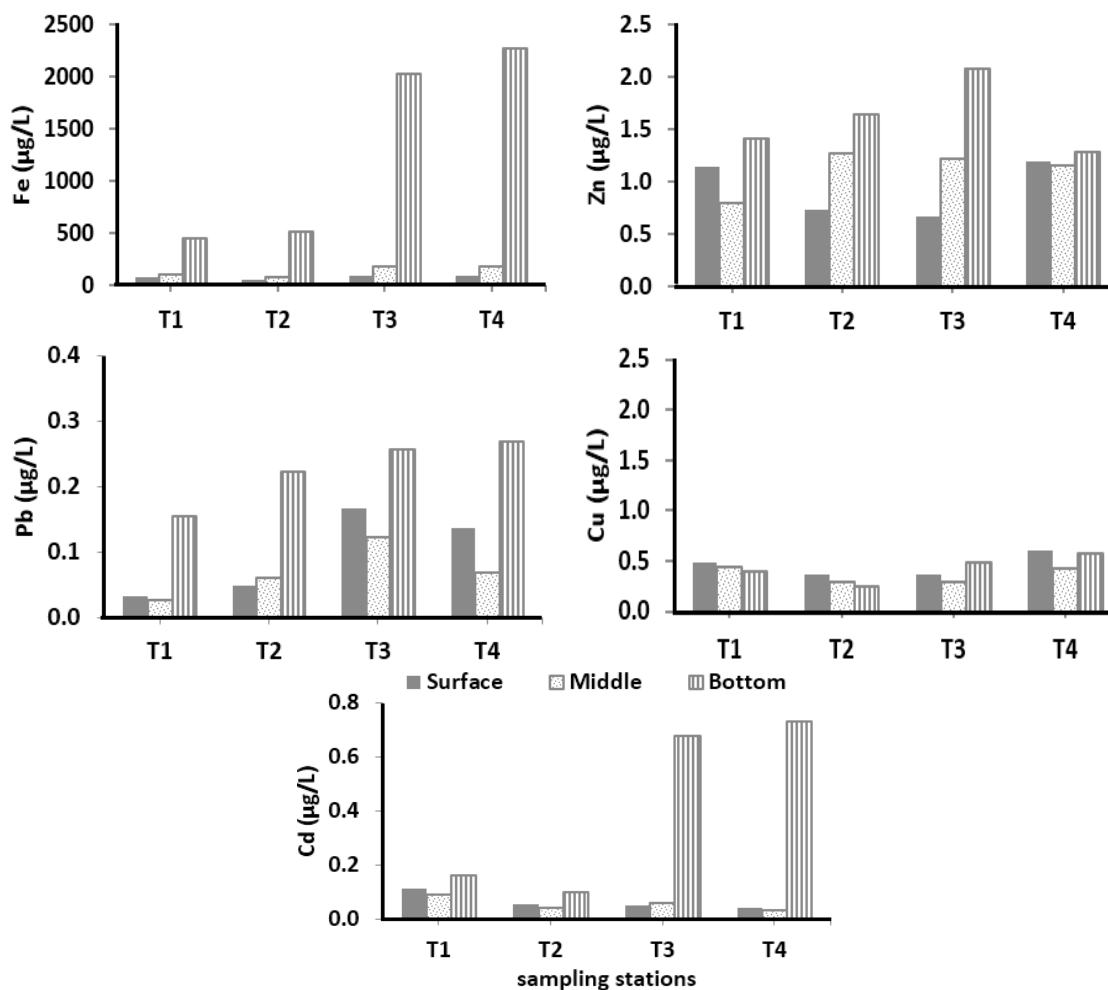 Fe (µg/L)
2500
2000
1500
1000
500
0
T1 T2 T3 T4
Zn (µg/L)
2.5
2.0
1.5
1.0
0.5
0.0
T1 T2 T3 T4
Pb (µg/L)
0.4
0.3
0.2
0.1
0.0
T1 T2 T3 T4
Cu (µg/L)
2.5
2.0
1.5
1.0
0.5
0.0
T1 T2 T3 T4
Surface Middle Bottom
Cd (µg/L)
0.8
0.6
0.4
0.2
0.0
T1 T2 T3 T4
sampling stations